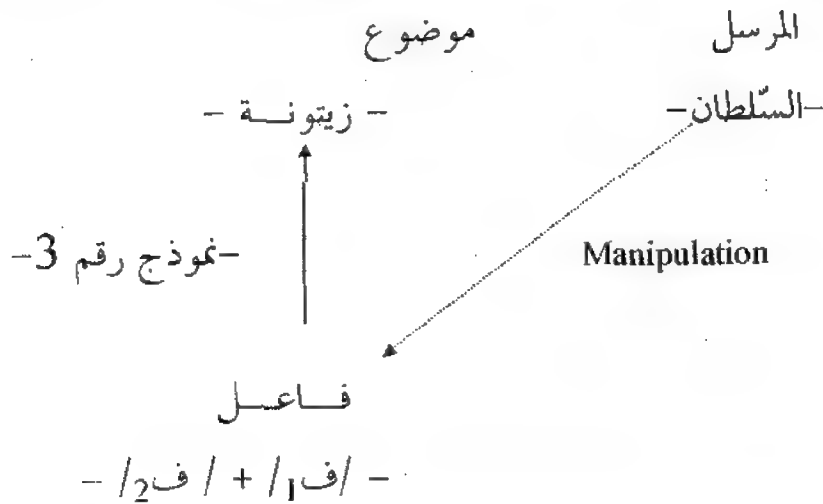 المرسل موضوع
-السّلطان- - زيتونة -
-نموذج رقم 3-
Manipulation
فاعل
- /ف1/ + /ف2/ -